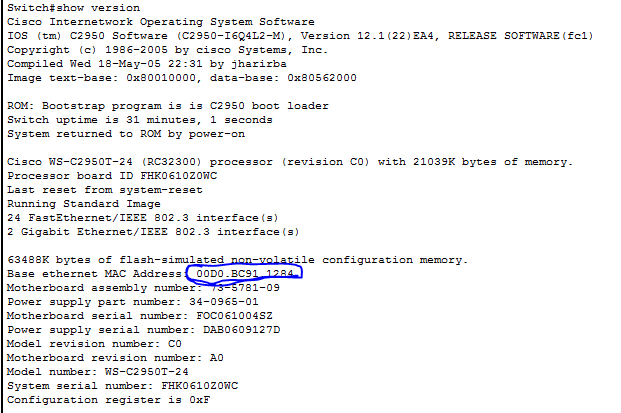 Switch#show version
Cisco Internetwork Operating System Software
IOS (tm) C2950 Software (C2950-I6Q4L2-M), Version 12.1(22)EA4, RELEASE SOFTWARE(fc1)
Copyright (c) 1986-2005 by cisco Systems, Inc.
Compiled Wed 18-May-05 22:31 by jharirba
Image text-base: 0x80010000, data-base: 0x80562000
ROM: Bootstrap program is is C2950 boot loader
Switch uptime is 31 minutes, 1 seconds
System returned to ROM by power-on
Cisco WS-C2950T-24 (RC32300) processor (revision C0) with 21039K bytes of memory.
Processor board ID FHK0610Z0WC
Last reset from system-reset
Running Standard Image
24 FastEthernet/IEEE 802.3 interface(s)
2 Gigabit Ethernet/IEEE 802.3 interface(s)
63488K bytes of flash-simulated non-volatile configuration memory.
Base ethernet MAC Address: 00D0.BC91.1284
Motherboard assembly number: 73-5781-09
Power supply part number: 34-0965-01
Motherboard serial number: FOC061004SZ
Power supply serial number: DAB0609127D
Model revision number: C0
Motherboard revision number: A0
Model number: WS-C2950T-24
System serial number: FHK0610Z0WC
Configuration register is 0xF